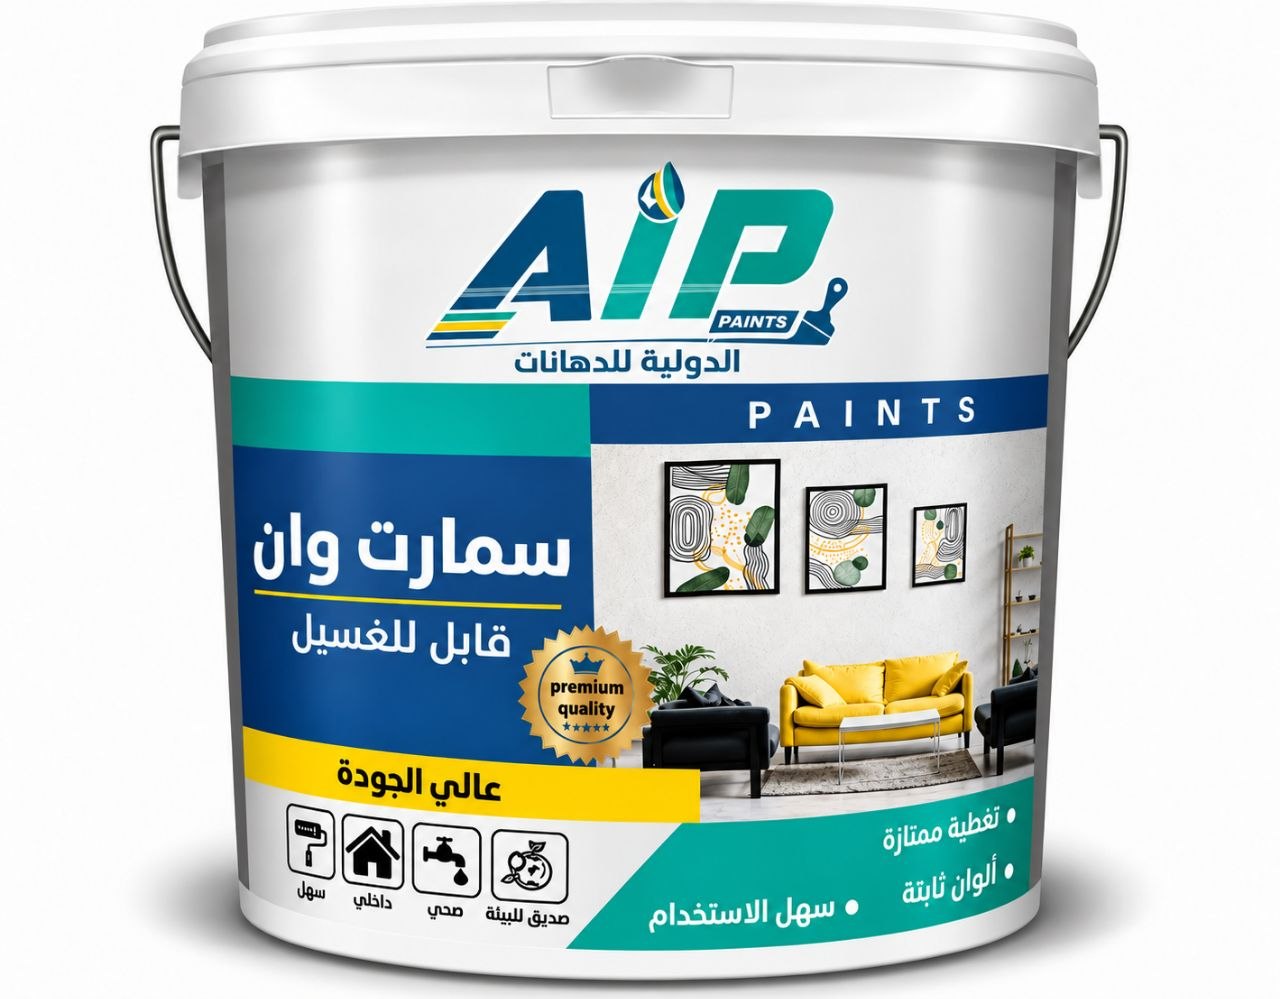 AIP
PAINTS
الدولية للدهانات
PAINTS
سمارت وان
قابل للغسيل
premium
quality
عالي الجودة
سهل
داخلي
صحي
صديق للبيئة
• تغطية ممتازة
• ألوان ثابتة
• سهل الاستخدام